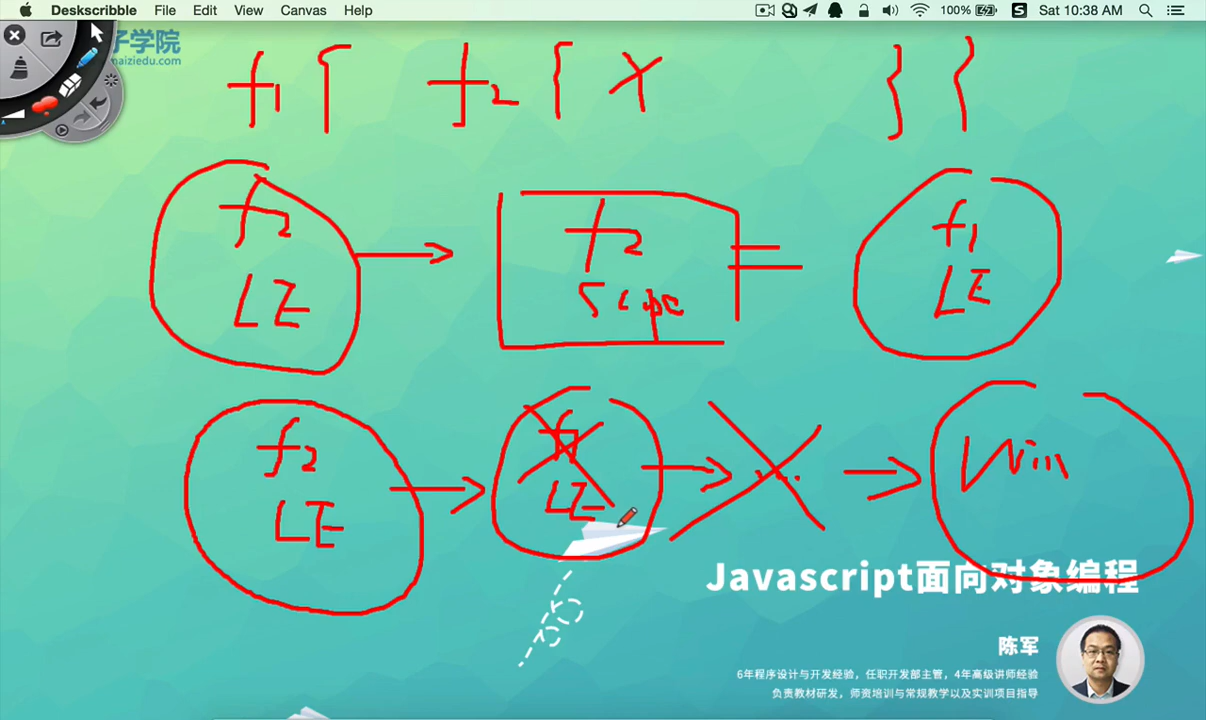 Deskscribble File Edit View Canvas Help 100% Sat 10:38 AM
子学院
maiziedu.com
f1 { f2 { x } }
f2 f2 f1
LE Scope LE
f2 f1 Win
LE LE
Javascript面向对象编程
陈军
6年程序设计与开发经验，任职开发部主管，4年高级讲师经验
负责教材研发，师资培训与常规教学以及实训项目指导